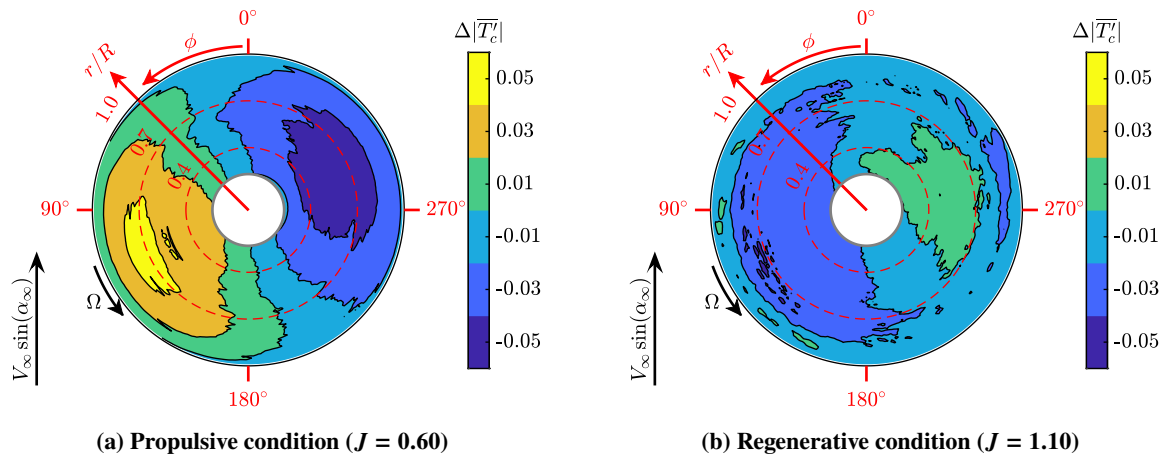 0°
ϕ
r/R
1.0
0.7
0.4
90°
270°
180°
Ω
V∞ sin(α∞)
Δ|T̅′c|
0.05
0.03
0.01
-0.01
-0.03
-0.05
(a) Propulsive condition (J = 0.60)
0°
ϕ
r/R
1.0
0.7
0.4
90°
270°
180°
Ω
V∞ sin(α∞)
Δ|T̅′c|
0.05
0.03
0.01
-0.01
-0.03
-0.05
(b) Regenerative condition (J = 1.10)